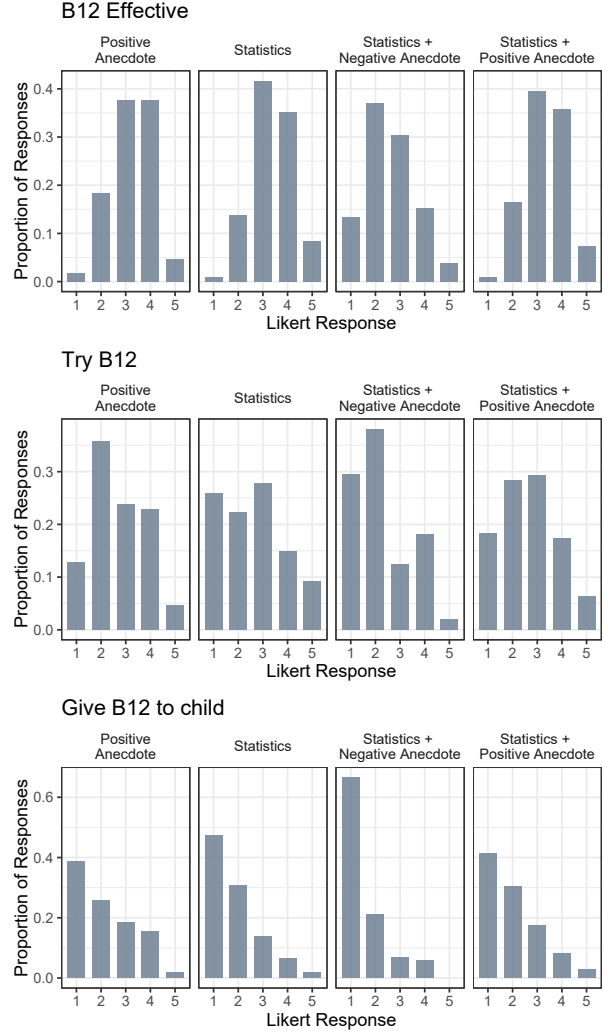 B12 Effective
Positive
Anecdote
Statistics
Statistics +
Negative Anecdote
Statistics +
Positive Anecdote
Proportion of Responses
0.4
0.3
0.2
0.1
0.0
1 2 3 4 5 1 2 3 4 5 1 2 3 4 5 1 2 3 4 5
Likert Response
Try B12
Positive
Anecdote
Statistics
Statistics +
Negative Anecdote
Statistics +
Positive Anecdote
Proportion of Responses
0.3
0.2
0.1
0.0
1 2 3 4 5 1 2 3 4 5 1 2 3 4 5 1 2 3 4 5
Likert Response
Give B12 to child
Positive
Anecdote
Statistics
Statistics +
Negative Anecdote
Statistics +
Positive Anecdote
Proportion of Responses
0.6
0.4
0.2
0.0
1 2 3 4 5 1 2 3 4 5 1 2 3 4 5 1 2 3 4 5
Likert Response